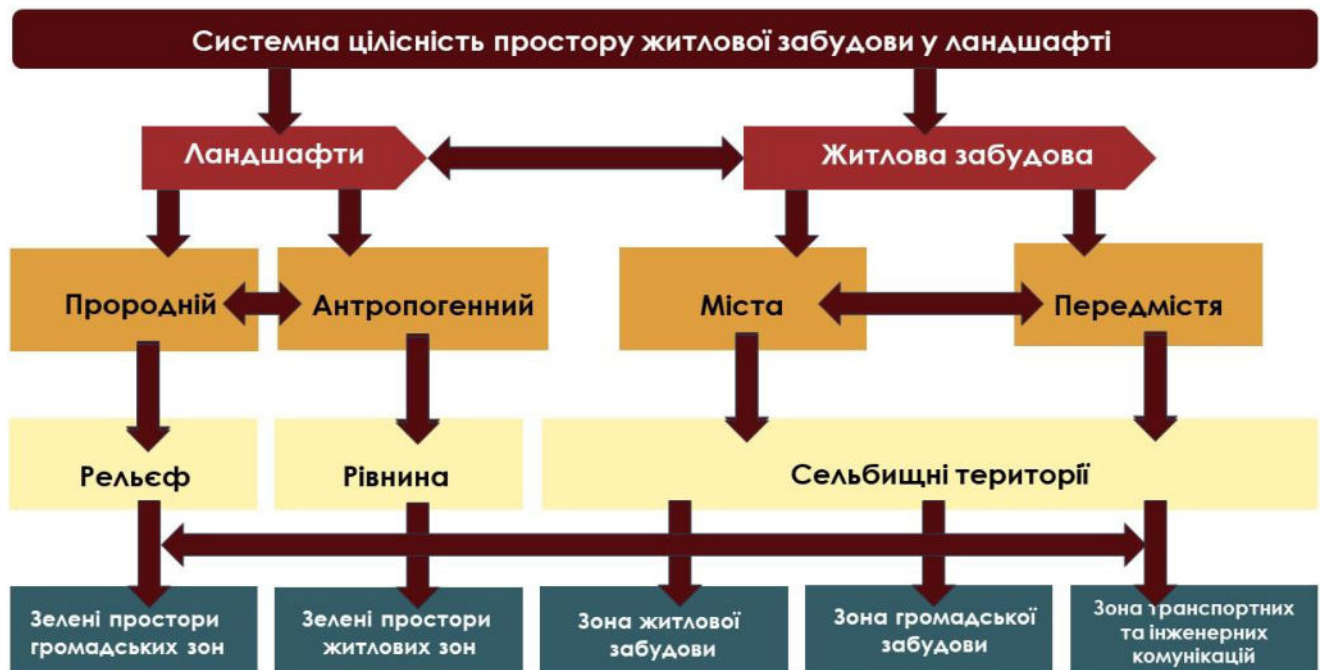 Системна цілісність простору житлової забудови у ландшафті
Ландшафти
Житлова забудова
Прородній
Антропогенний
Міста
Передмістя
Рельєф
Рівнина
Сельбищні території
Зелені простори
громадських зон
Зелені простори
житлових зон
Зона житлової
забудови
Зона громадської
забудови
Зона транспортних
та інженерних
комунікацій